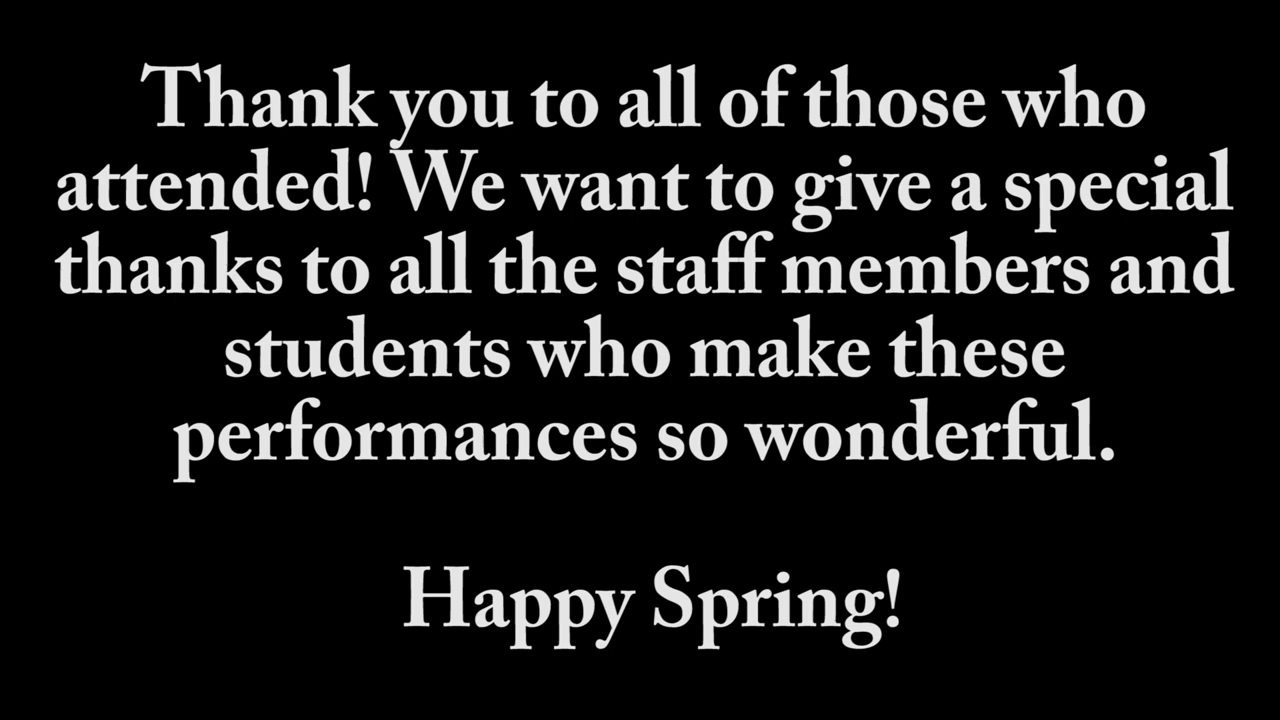 Thank you to all of those who
attended! We want to give a special
thanks to all the staff members and
students who make these
performances so wonderful.
Happy Spring!